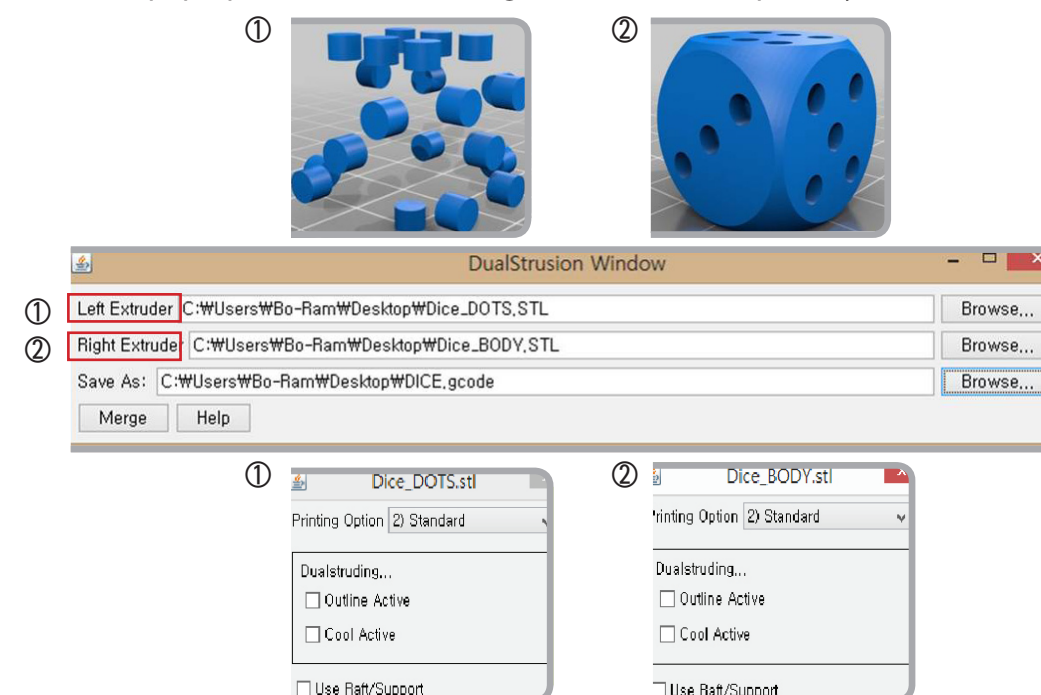 ① ②
DualStrusion Window
① Left Extruder C:₩Users₩Bo-Ram₩Desktop₩Dice_DOTS.STL Browse...
② Right Extruder C:₩Users₩Bo-Ram₩Desktop₩Dice_BODY.STL Browse...
Save As: C:₩Users₩Bo-Ram₩Desktop₩DICE.gcode Browse...
Merge Help
① Dice_DOTS.stl
Printing Option 2) Standard
Dualstruding...
Outline Active
Cool Active
Use Raft/Support
② Dice_BODY.stl
Printing Option 2) Standard
Dualstruding...
Outline Active
Cool Active
Use Raft/Support